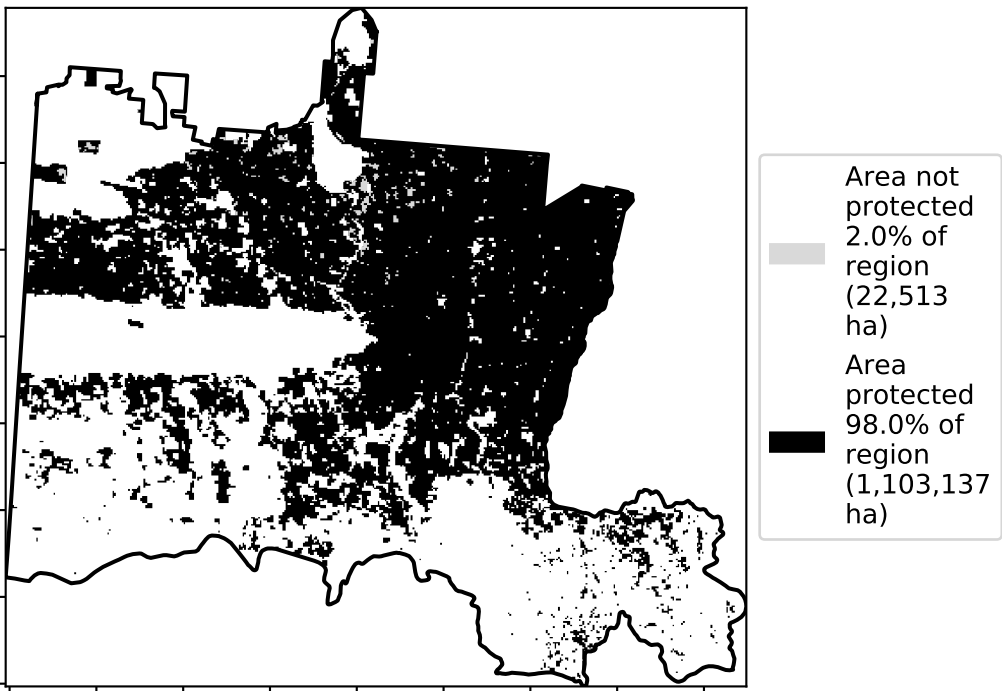 Area not
protected
2.0% of
region
(22,513
ha)
Area
protected
98.0% of
region
(1,103,137
ha)